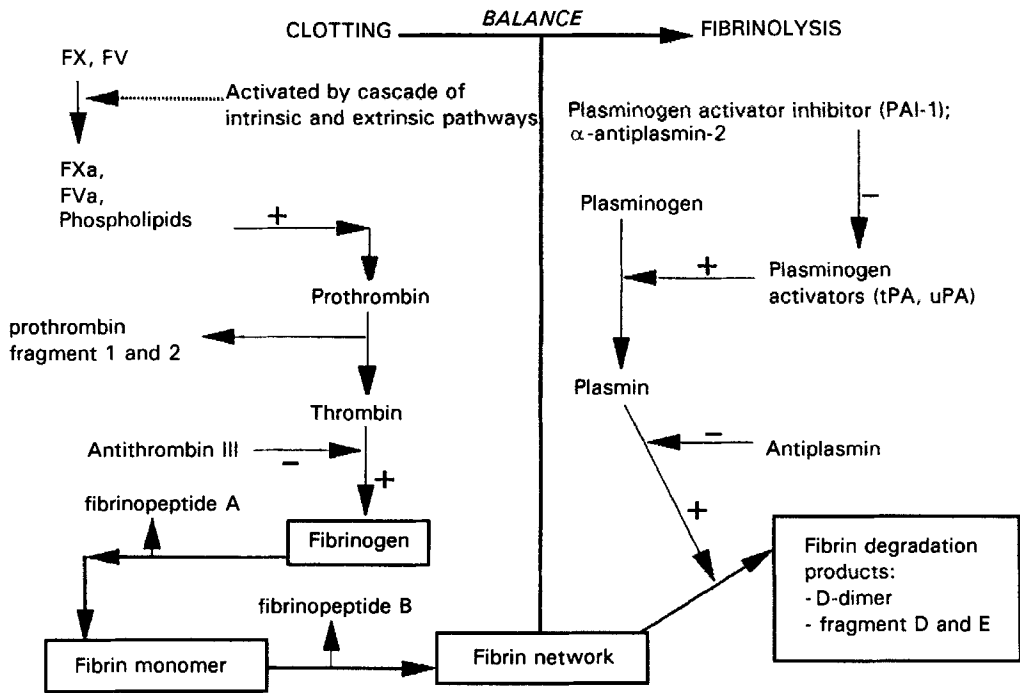 BALANCE
CLOTTING
FIBRINOLYSIS
FX, FV
Activated by cascade of
intrinsic and extrinsic pathways
FXa,
FVa,
Phospholipids
+
Prothrombin
prothrombin
fragment 1 and 2
Thrombin
Antithrombin III
−
+
fibrinopeptide A
Fibrinogen
fibrinopeptide B
Fibrin monomer
Fibrin network
Plasminogen activator inhibitor (PAI-1);
α-antiplasmin-2
−
Plasminogen
+
Plasminogen
activators (tPA, uPA)
Plasmin
−
Antiplasmin
+
Fibrin degradation
products:
- D-dimer
- fragment D and E